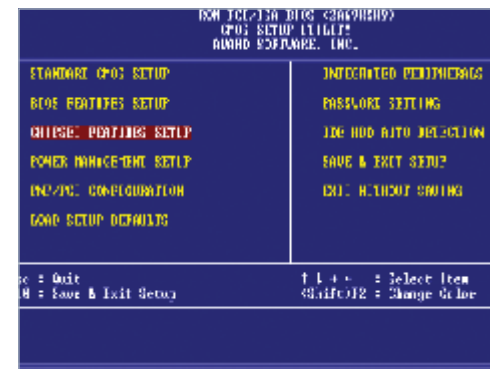 ROM PCI/ISA BIOS
CMOS SETUP UTILITY
AWARD SOFTWARE, INC.
STANDARD CMOS SETUP
BIOS FEATURES SETUP
CHIPSET FEATURES SETUP
POWER MANAGEMENT SETUP
PNP/PCI CONFIGURATION
LOAD SETUP DEFAULTS
INTEGRATED PERIPHERALS
PASSWORD SETTING
IDE HDD AUTO DETECTION
SAVE & EXIT SETUP
EXIT WITHOUT SAVING
: Quit
: Save & Exit Setup
: Select Item
(Shift)F2 : Change Color